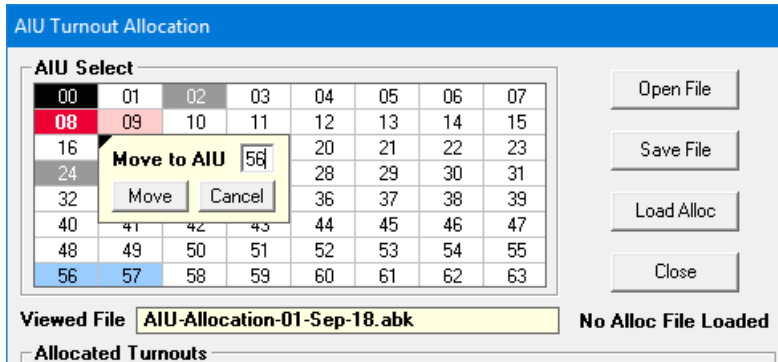 AIU Turnout Allocation
AIU Select
00 01 02 03 04 05 06 07
08 09 10 11 12 13 14 15
16 20 21 22 23
24 28 29 30 31
32 36 37 38 39
40 41 42 43 44 45 46 47
48 49 50 51 52 53 54 55
56 57 58 59 60 61 62 63
Move to AIU 56
Move Cancel
Open File
Save File
Load Alloc
Close
Viewed File AIU-Allocation-01-Sep-18.abk No Alloc File Loaded
Allocated Turnouts